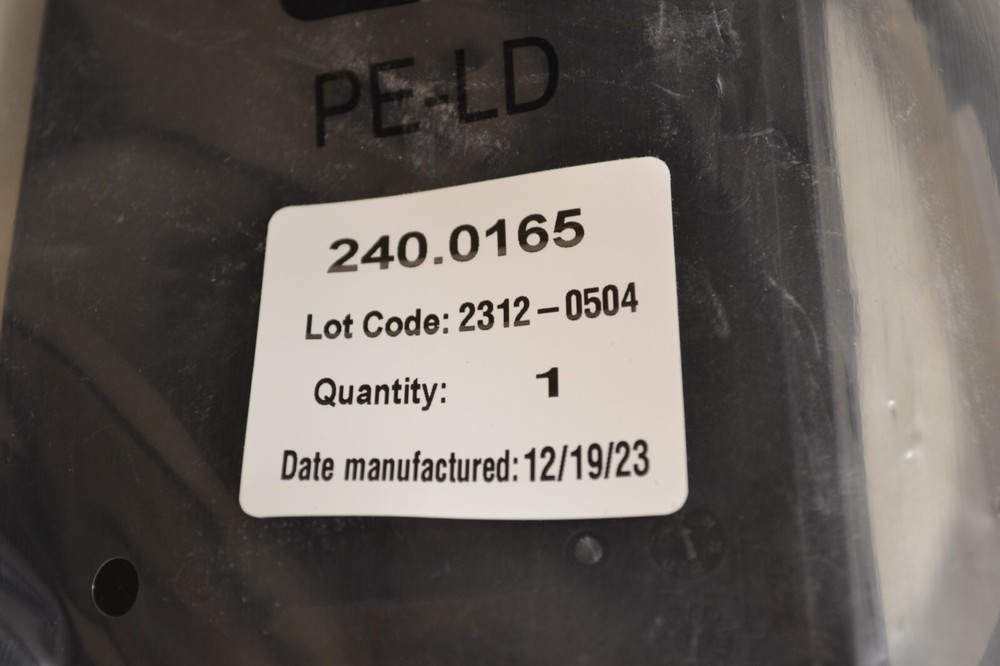 PE-LD
240.0165
Lot Code: 2312-0504
Quantity: 1
Date manufactured: 12/19/23